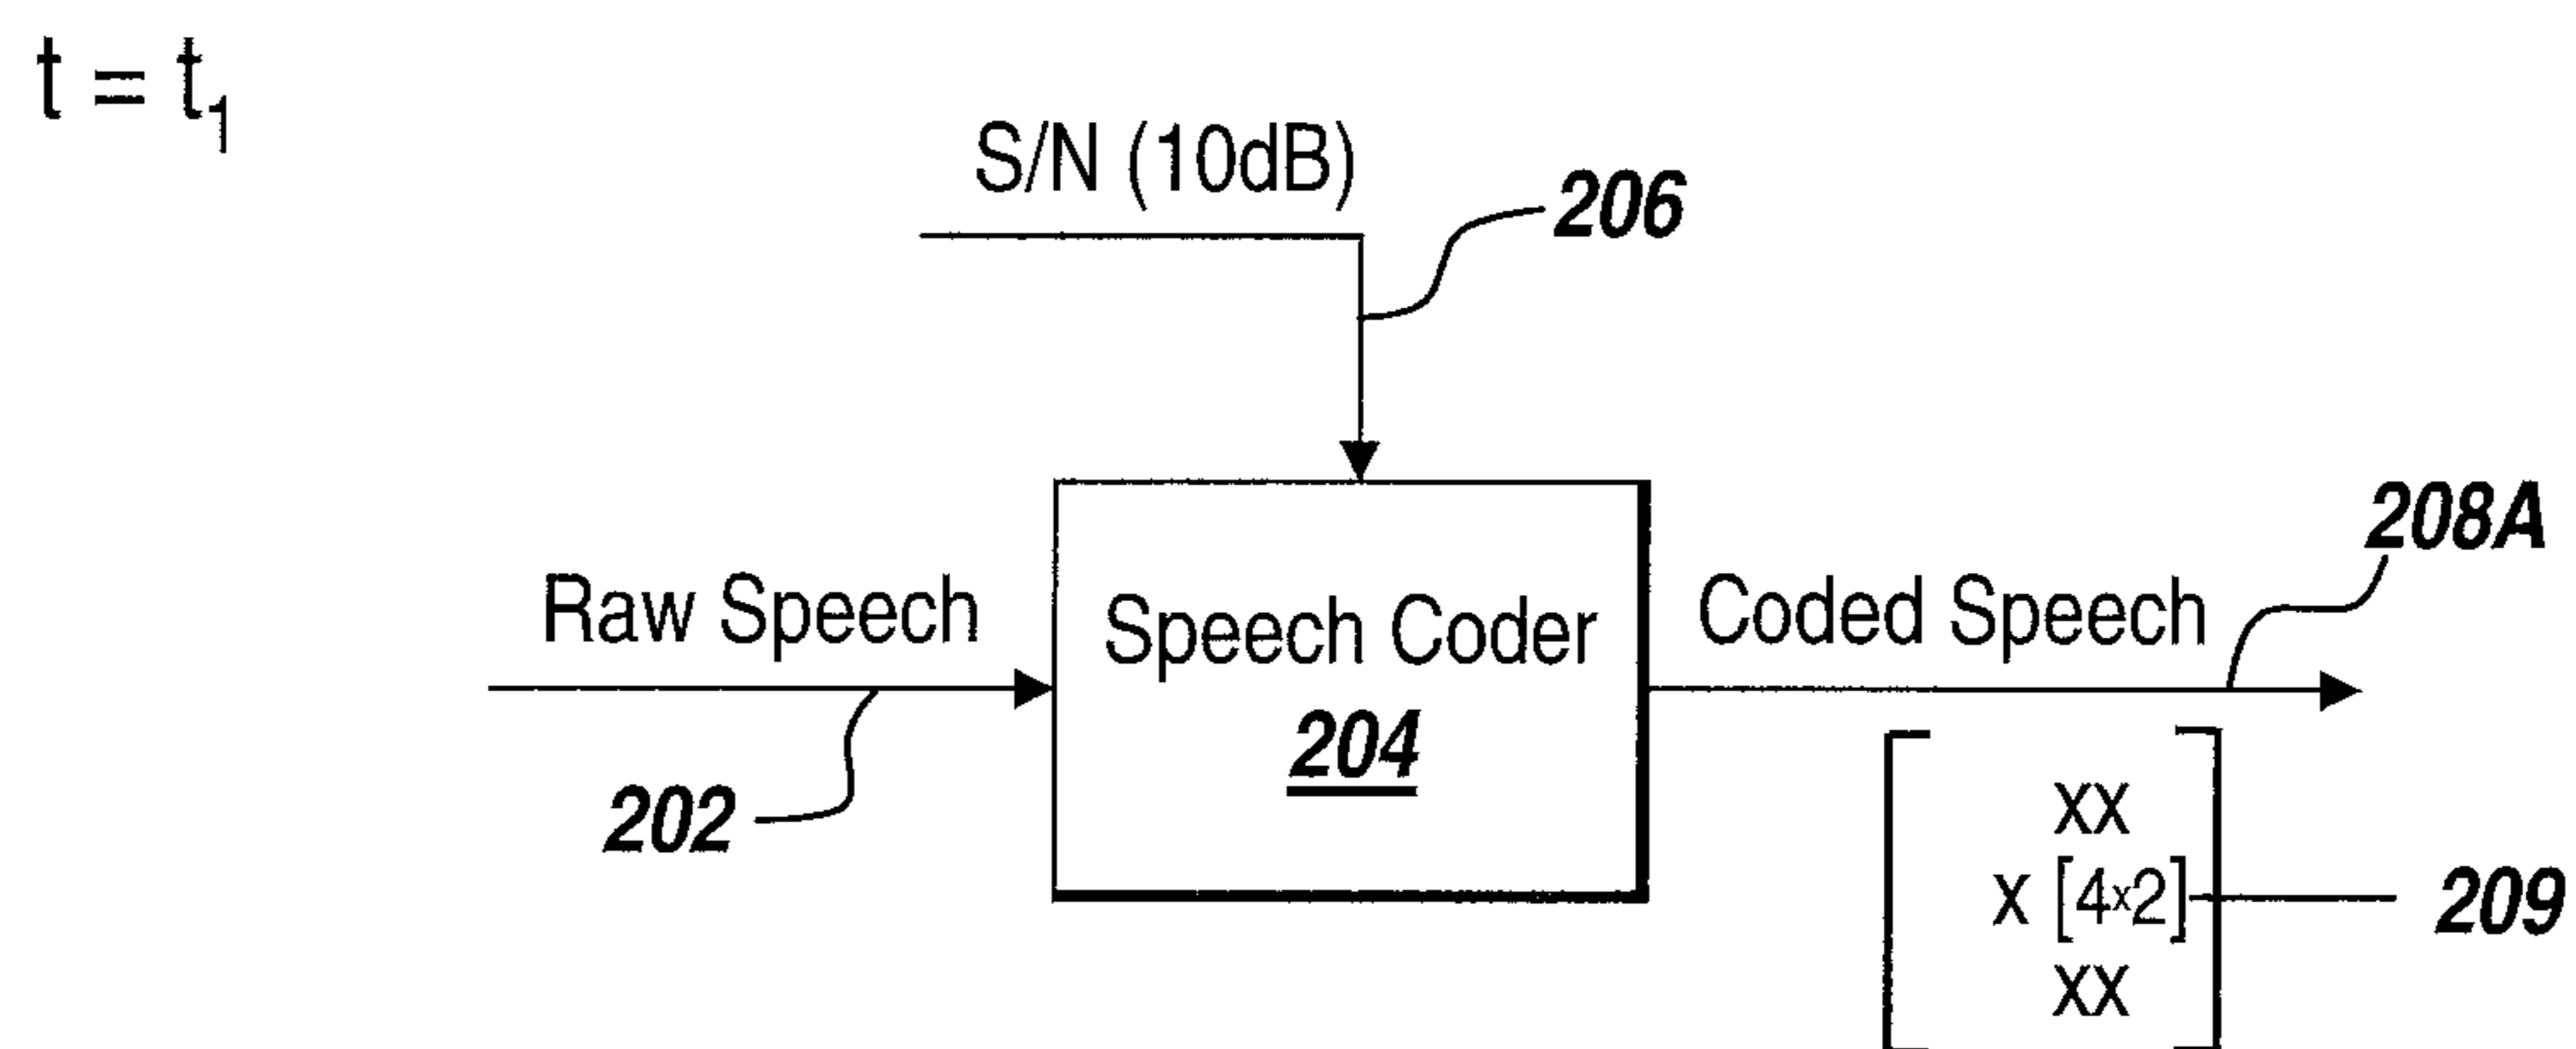 t = t₁
S/N (10dB)
206
208A
Raw Speech
Speech Coder
Coded Speech
204
202
xx
x [4x2]
209
xx